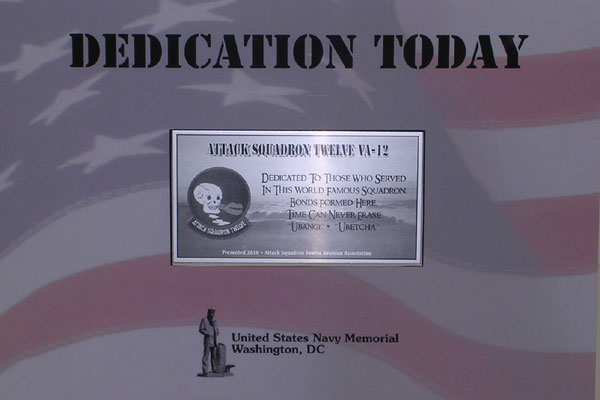 DEDICATION TODAY
ATTACK SQUADRON TWELVE VA-12
DEDICATED TO THOSE WHO SERVED
IN THIS WORLD FAMOUS SQUADRON.
BONDS FORMED HERE
TIME CAN NEVER ERASE
"UBANGI" • "UBETCHA"
ATTACK SQUADRON TWELVE
Presented 2010 • Attack Squadron Twelve Reunion Association
United States Navy Memorial
Washington, DC